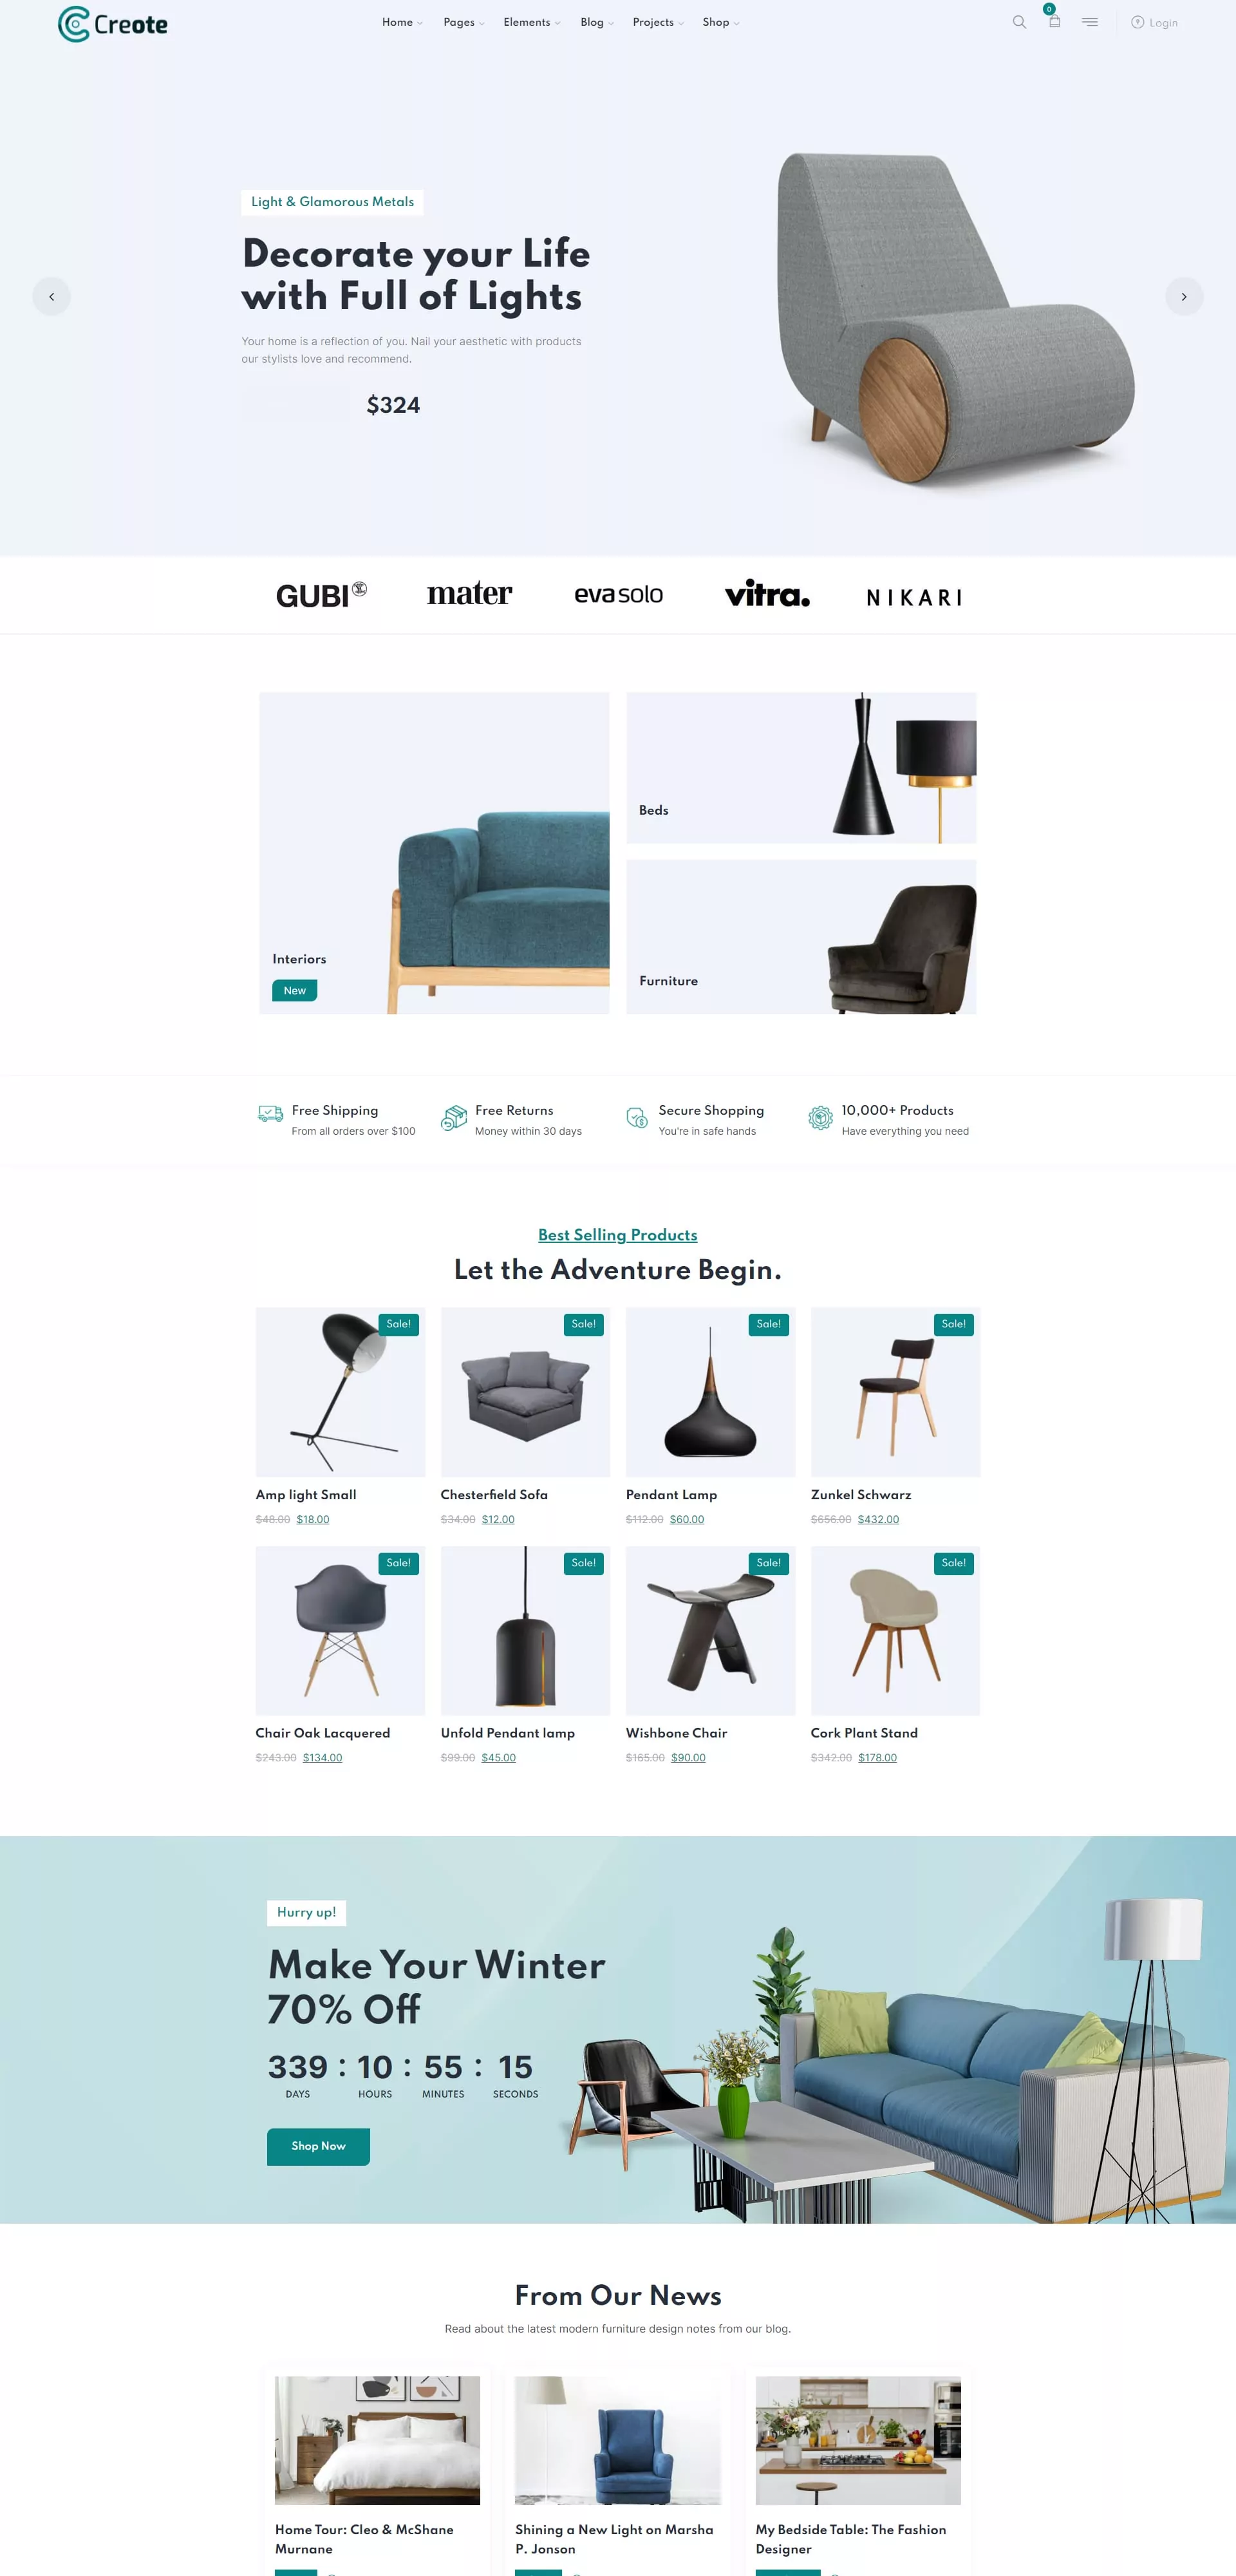 Creote
Home Pages Elements Blog Projects Shop
0
Login
Light & Glamorous Metals
Decorate your Life
with Full of Lights
Your home is a reflection of you. Nail your aesthetic with products
our stylists love and recommend.
$324
GUBI
mater
eva solo
vitra.
NIKARI
Beds
Interiors
New
Furniture
Free Shipping
From all orders over $100
Free Returns
Money within 30 days
Secure Shopping
You're in safe hands
10,000+ Products
Have everything you need
Best Selling Products
Let the Adventure Begin.
Sale! Sale! Sale! Sale!
Amp light Small
$48.00 $18.00
Chesterfield Sofa
$34.00 $12.00
Pendant Lamp
$112.00 $60.00
Zunkel Schwarz
$656.00 $432.00
Sale! Sale! Sale! Sale!
Chair Oak Lacquered
$243.00 $134.00
Unfold Pendant lamp
$99.00 $45.00
Wishbone Chair
$165.00 $90.00
Cork Plant Stand
$342.00 $178.00
Hurry up!
Make Your Winter
70% Off
339 : 10 : 55 : 15
DAYS HOURS MINUTES SECONDS
Shop Now
From Our News
Read about the latest modern furniture design notes from our blog.
Home Tour: Cleo & McShane
Murnane
Shining a New Light on Marsha
P. Jonson
My Bedside Table: The Fashion
Designer